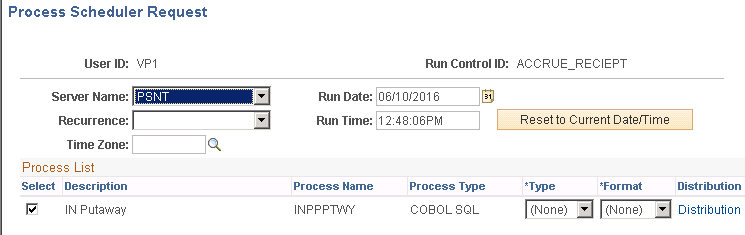 Process Scheduler Request
User ID: VP1 Run Control ID: ACCRUE_RECIEPT
Server Name: PSNT Run Date: 06/10/2016 31
Recurrence: Run Time: 12:48:06PM Reset to Current Date/Time
Time Zone:
Process List
Select Description Process Name Process Type *Type *Format Distribution
IN Putaway INPPPTWY COBOL SQL (None) (None) Distribution